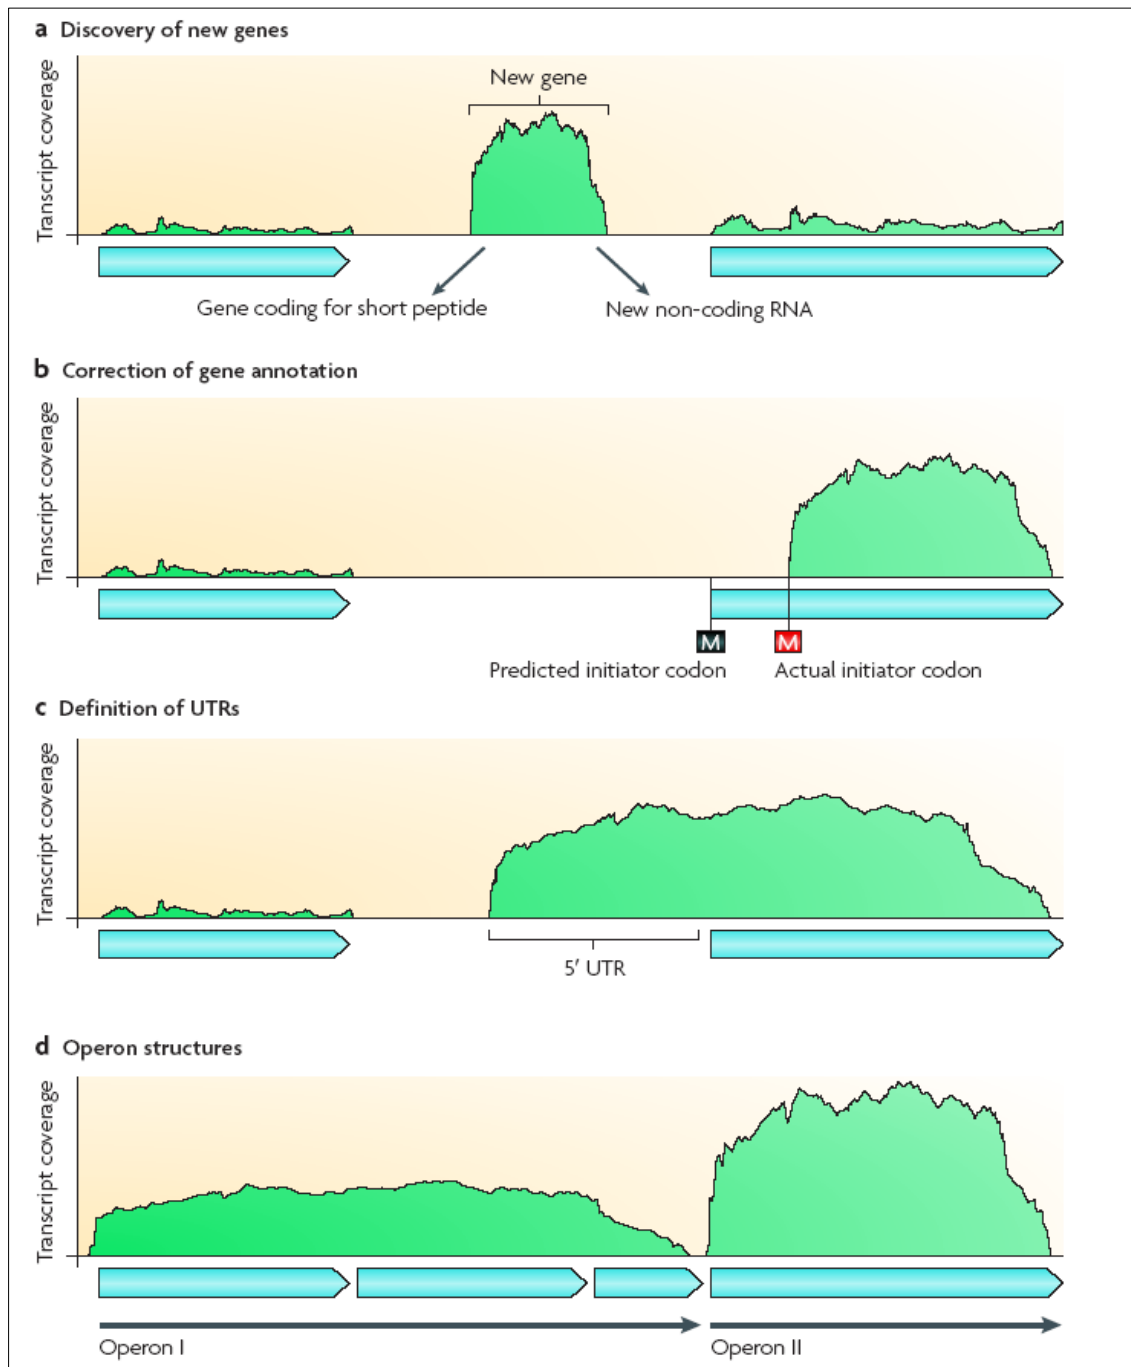 a Discovery of new genes
Transcript coverage
New gene
Gene coding for short peptide
New non-coding RNA
b Correction of gene annotation
Transcript coverage
M
M
Predicted initiator codon
Actual initiator codon
c Definition of UTRs
Transcript coverage
5′ UTR
d Operon structures
Transcript coverage
Operon I
Operon II